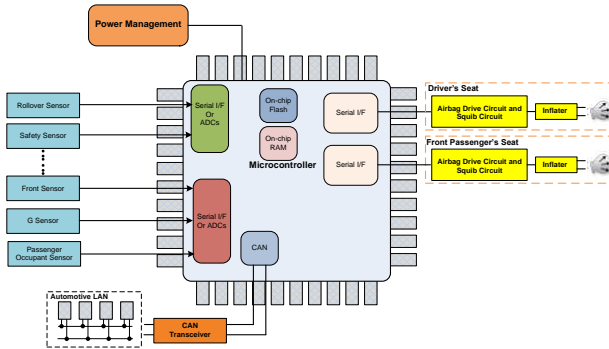 Power Management
Rollover Sensor
Safety Sensor
Front Sensor
G Sensor
Passenger
Occupant Sensor
Serial I/F
Or
ADCs
Serial I/F
Or ADCs
On-chip
Flash
On-chip
RAM
Microcontroller
CAN
Serial I/F
Serial I/F
Driver's Seat
Airbag Drive Circuit and
Squib Circuit
Inflater
Front Passenger's Seat
Airbag Drive Circuit and
Squib Circuit
Inflater
Automotive LAN
CAN
Transceiver